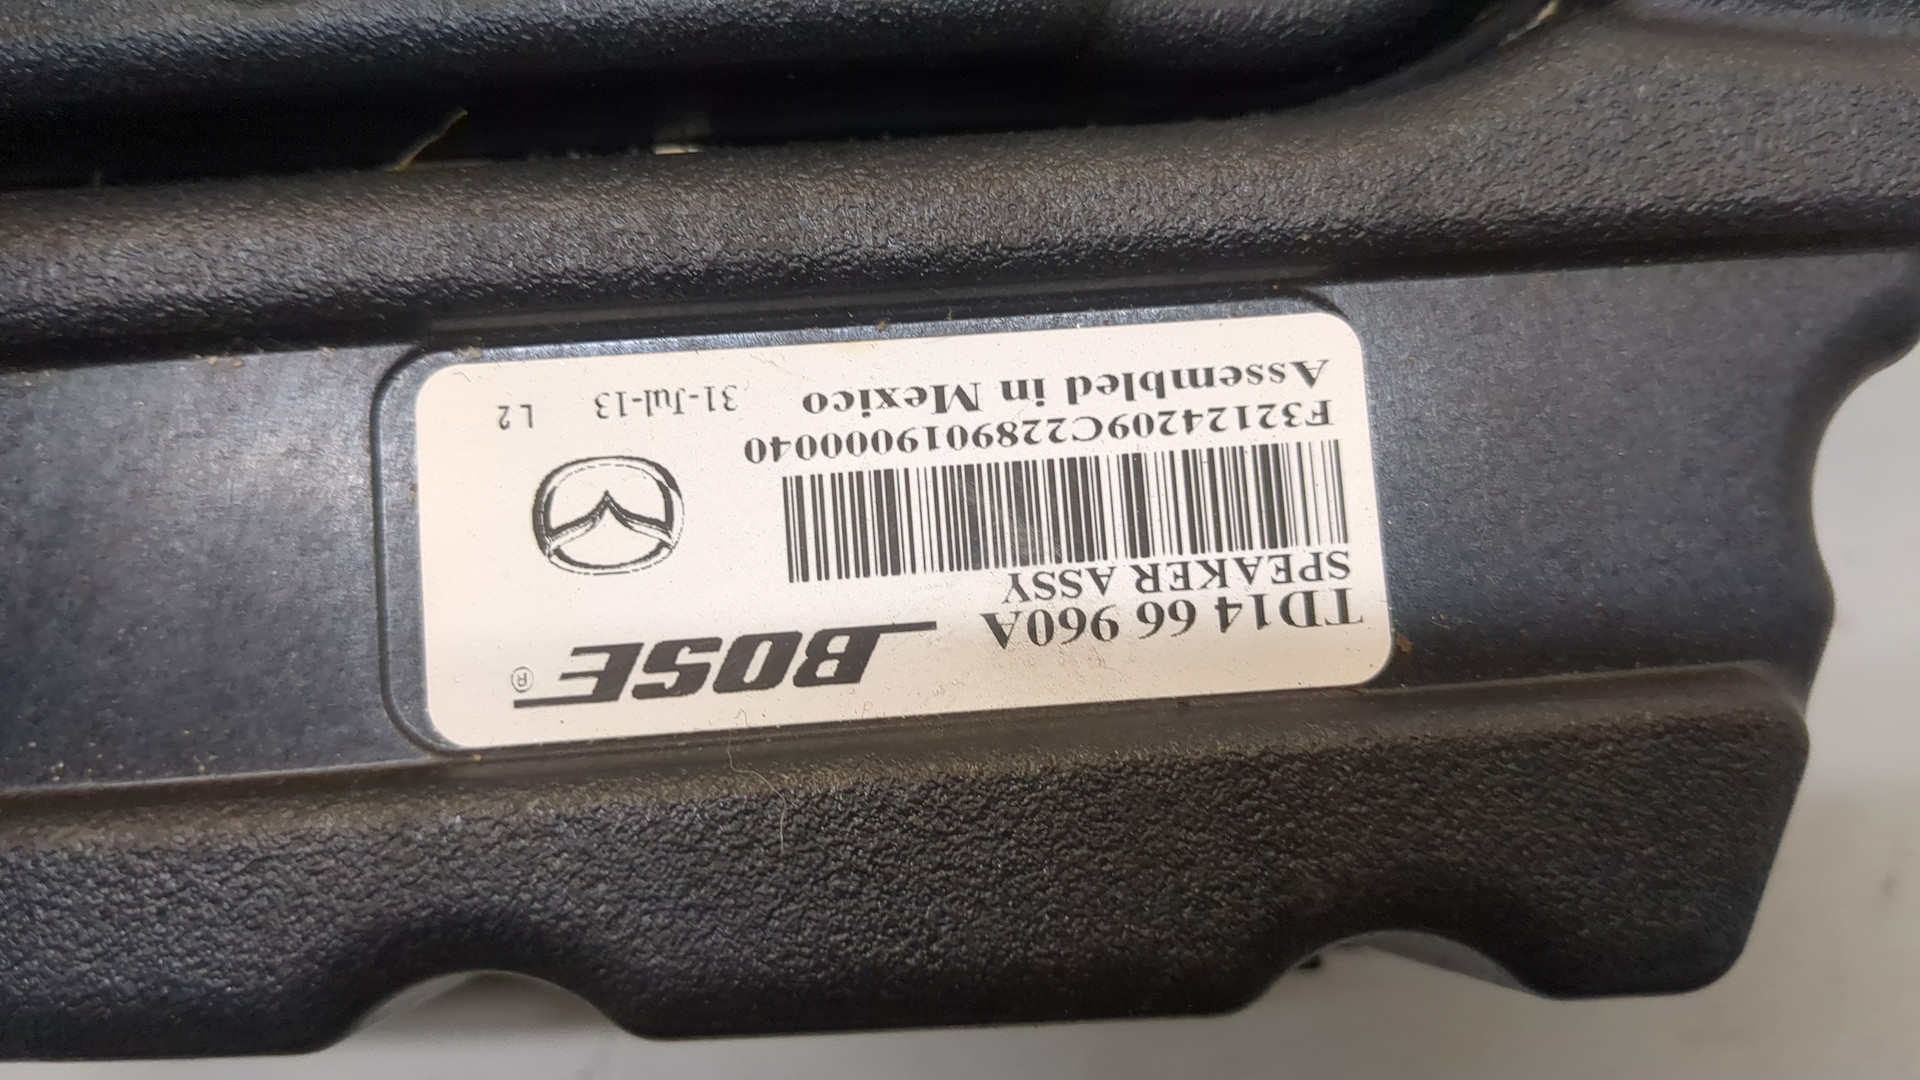 TD14 66 960A BOSE®
SPEAKER ASSY
F32124209C2289019000040
Assembled in Mexico 31-Jul-13 L2